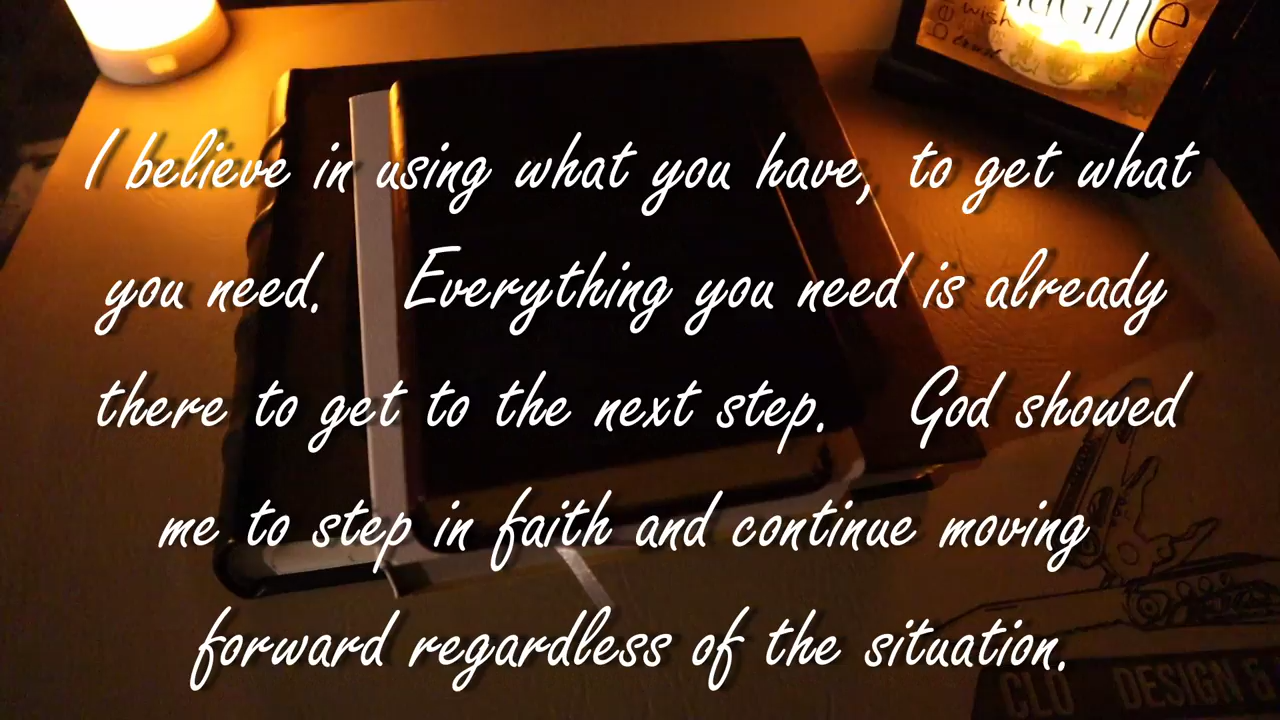 wish
I believe in using what you have, to get what
you need. Everything you need is already
there to get to the next step. God showed
me to step in faith and continue moving
forward regardless of the situation.
CLO DESIGN &